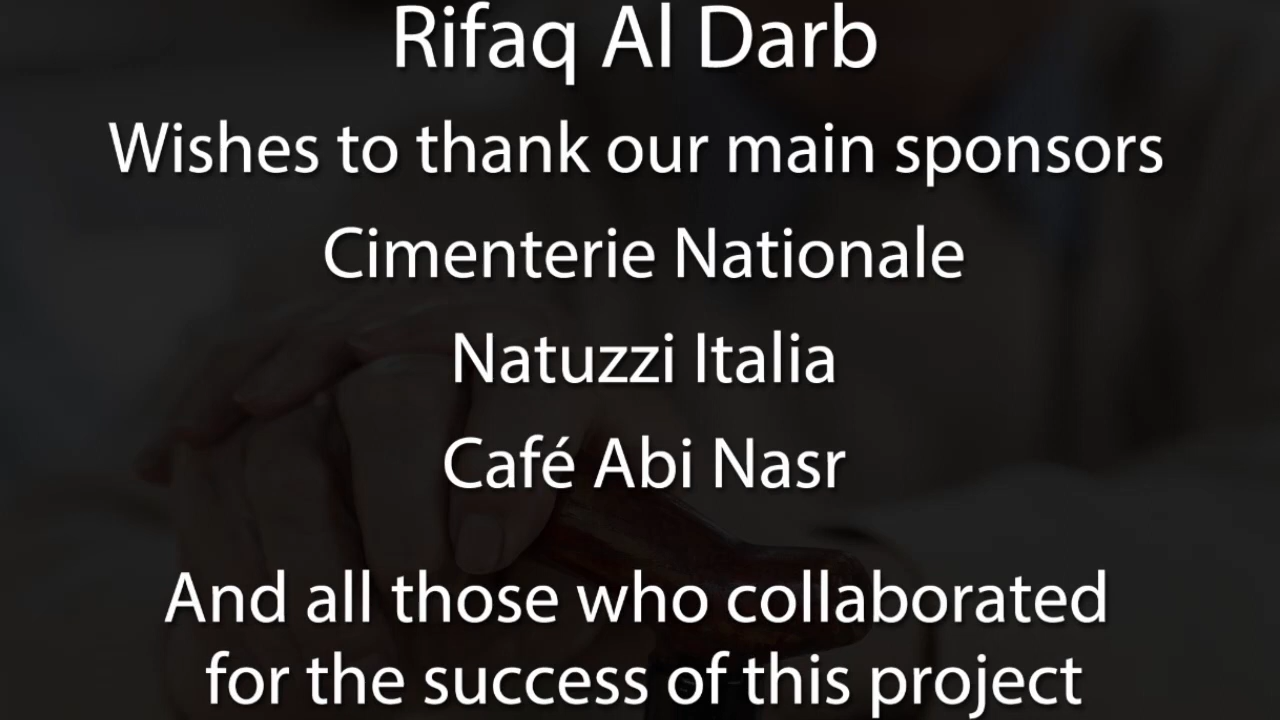 Rifaq Al Darb
Wishes to thank our main sponsors
Cimenterie Nationale
Natuzzi Italia
Café Abi Nasr
And all those who collaborated
for the success of this project